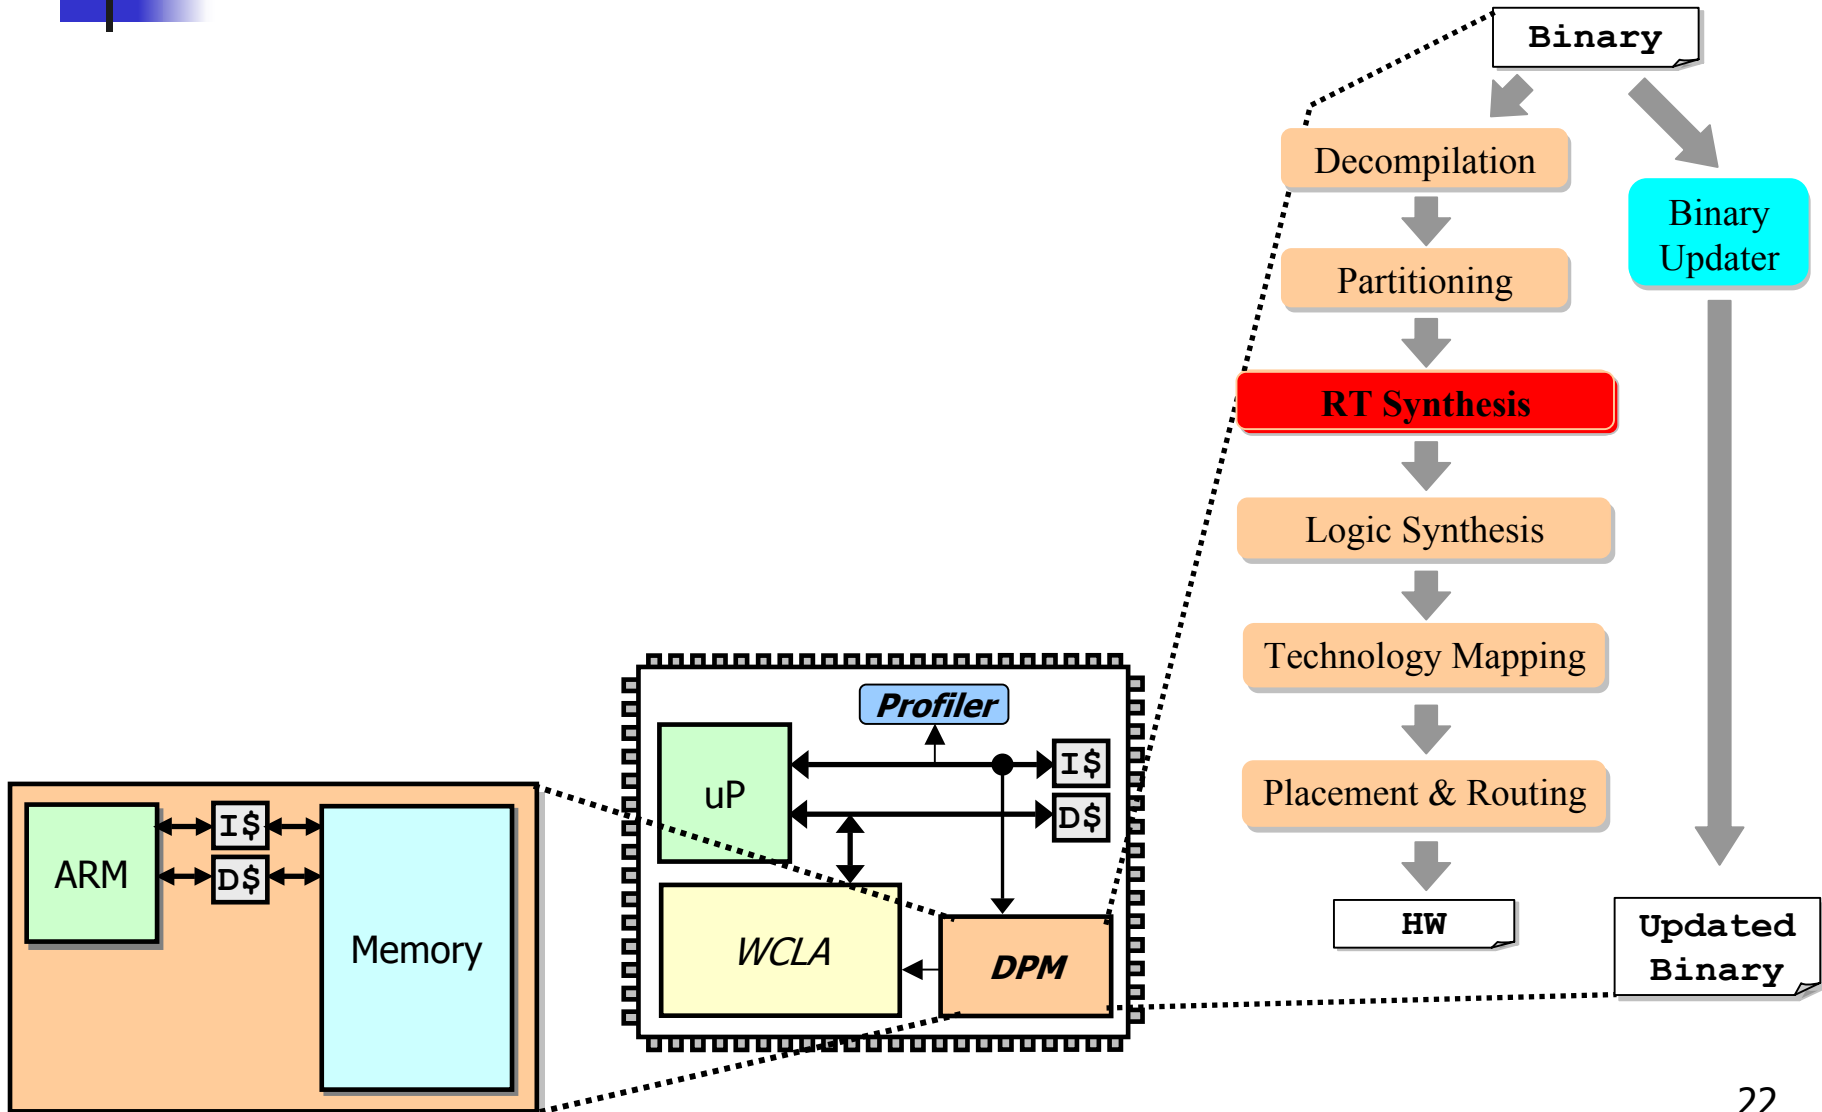 Binary
Decompilation
Binary
Updater
Partitioning
RT Synthesis
Logic Synthesis
Technology Mapping
Placement & Routing
HW
Updated
Binary
Profiler
uP
I$
D$
WCLA
DPM
ARM
I$
D$
Memory
22